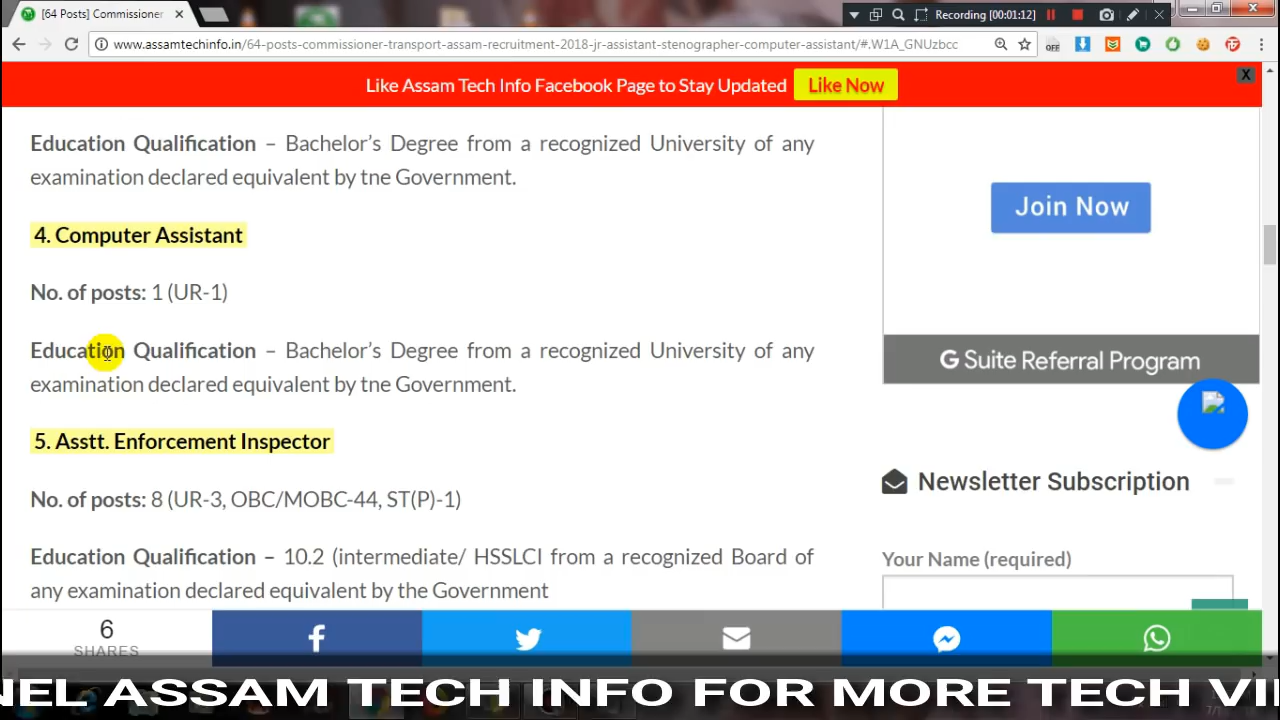 [64 Posts] Commissioner
Recording [00:01:12]
www.assamtechinfo.in/64-posts-commissioner-transport-assam-recruitment-2018-jr-assistant-stenographer-computer-assistant/#.W1A_GNUzbcc
OFF
Like Assam Tech Info Facebook Page to Stay Updated Like Now X
Education Qualification – Bachelor’s Degree from a recognized University of any
examination declared equivalent by tne Government.
4. Computer Assistant
No. of posts: 1 (UR-1)
Education Qualification – Bachelor’s Degree from a recognized University of any
examination declared equivalent by tne Government.
5. Asstt. Enforcement Inspector
No. of posts: 8 (UR-3, OBC/MOBC-44, ST(P)-1)
Education Qualification – 10.2 (intermediate/ HSSLCI from a recognized Board of
any examination declared equivalent by the Government
Join Now
G Suite Referral Program
Newsletter Subscription
Your Name (required)
6
SHARES
NEL ASSAM TECH INFO FOR MORE TECH VI